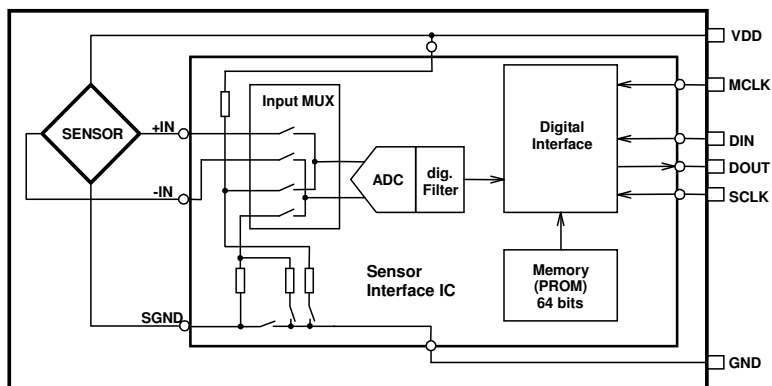 VDD
MCLK
Input MUX
+IN
SENSOR
Digital
Interface
DIN
DOUT
ADC
dig.
Filter
-IN
SCLK
Sensor
Interface IC
Memory
(PROM)
64 bits
SGND
GND